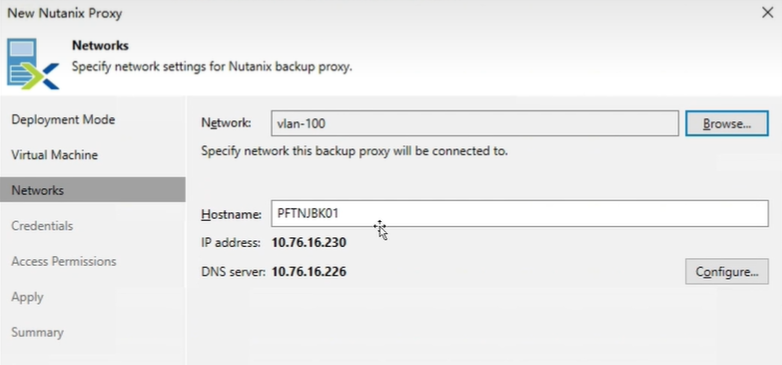 New Nutanix Proxy
Networks
Specify network settings for Nutanix backup proxy.
Deployment Mode
Virtual Machine
Networks
Credentials
Access Permissions
Apply
Summary
Network: vlan-100 Browse...
Specify network this backup proxy will be connected to.
Hostname: PFTNJBK01
IP address: 10.76.16.230
DNS server: 10.76.16.226 Configure...